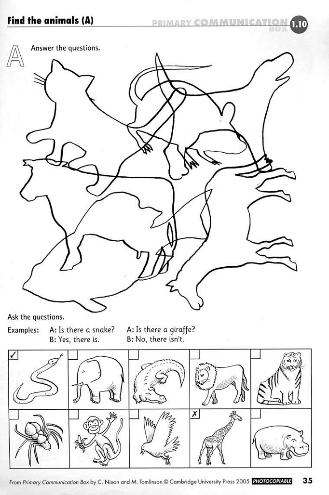 Find the animals (A)
PRIMARY COMMUNICATION
BOX
1.10
A
Answer the questions.
Ask the questions.
Examples: A: Is there a snake? A: Is there a giraffe?
B: Yes, there is. B: No, there isn't.
From Primary Communication Box by C. Nixon and M. Tomlinson © Cambridge University Press 2005 PHOTOCOPIABLE 35